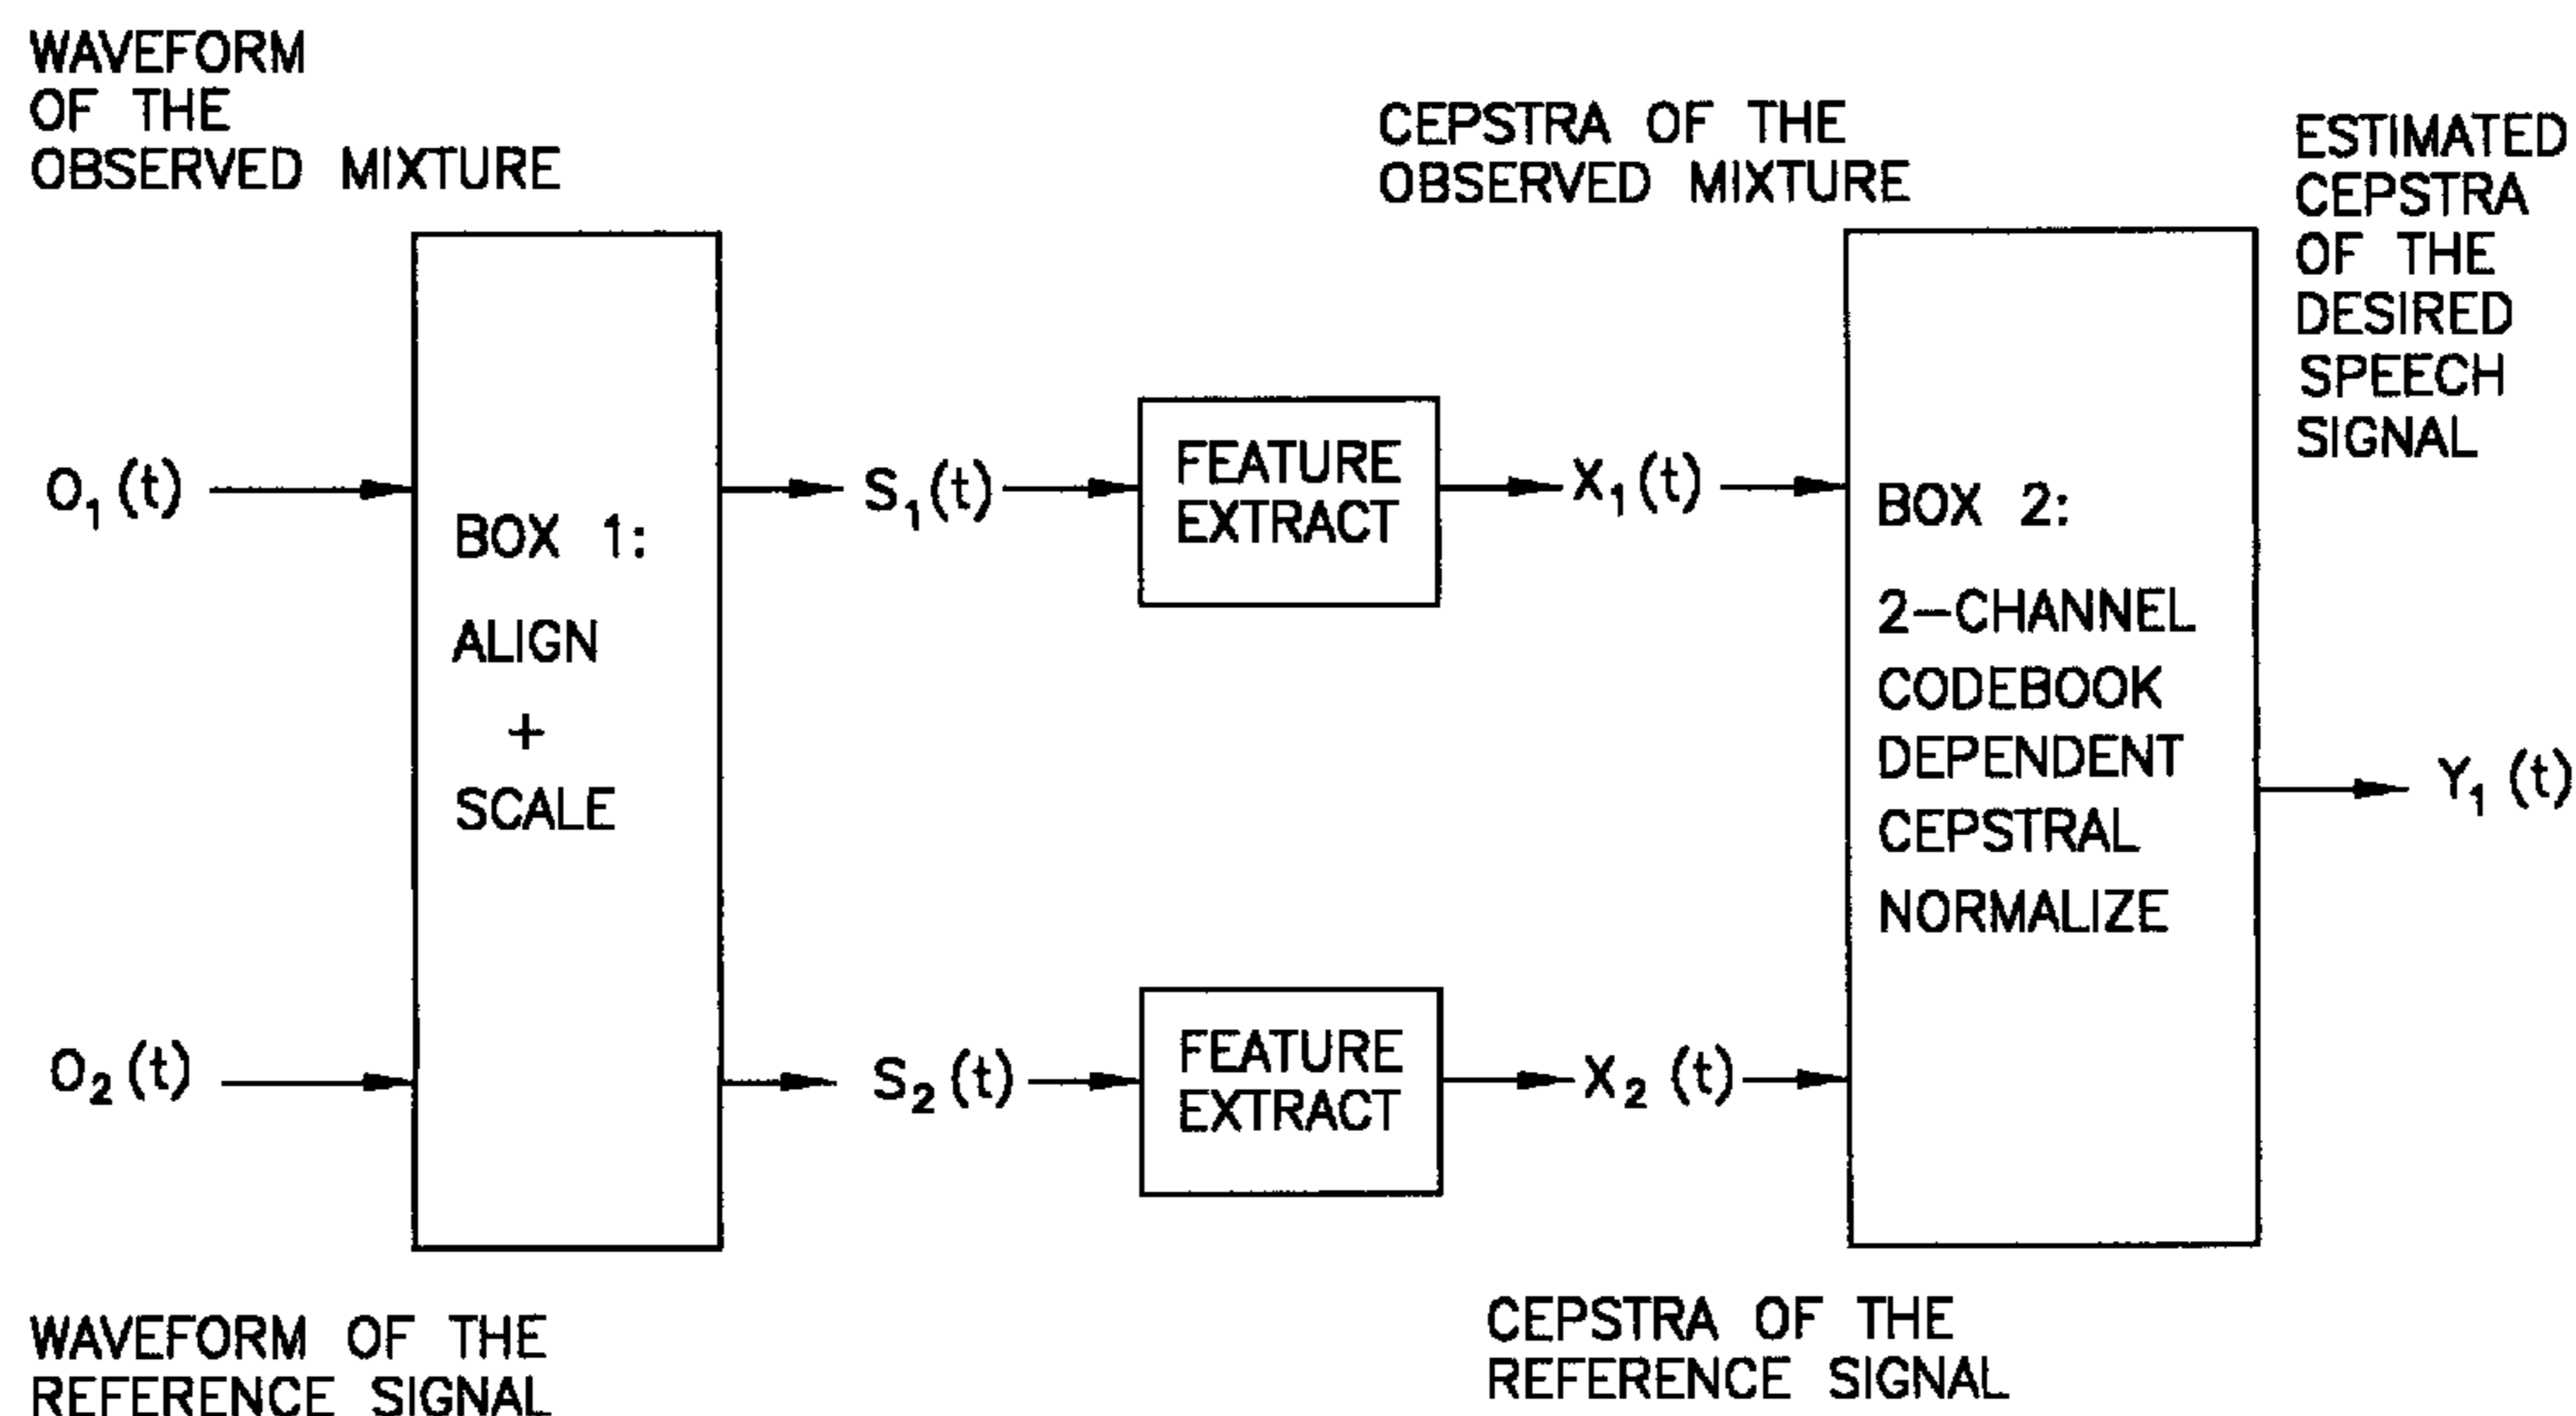 WAVEFORM
OF THE
OBSERVED MIXTURE
CEPSTRA OF THE
OBSERVED MIXTURE
ESTIMATED
CEPSTRA
OF THE
DESIRED
SPEECH
SIGNAL
O₁(t)
BOX 1:
ALIGN
+
SCALE
S₁(t)
FEATURE
EXTRACT
X₁(t)
BOX 2:
2-CHANNEL
CODEBOOK
DEPENDENT
CEPSTRAL
NORMALIZE
Y₁(t)
O₂(t)
S₂(t)
FEATURE
EXTRACT
X₂(t)
WAVEFORM OF THE
REFERENCE SIGNAL
CEPSTRA OF THE
REFERENCE SIGNAL